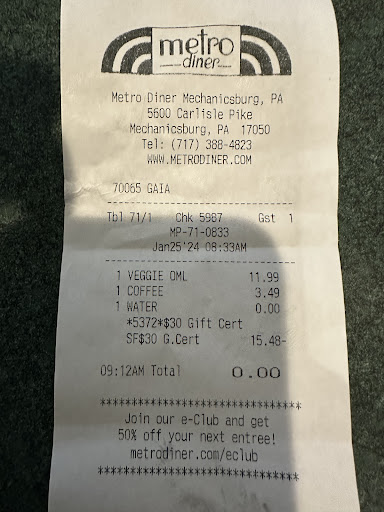 metro
diner
Metro Diner Mechanicsburg, PA
5600 Carlisle Pike
Mechanicsburg, PA 17050
Tel: (717) 388-4823
WWW.METRODINER.COM
70065 GAIA
Tbl 71/1 Chk 5987 Gst 1
MP-71-0833
Jan25'24 08:33AM
1 VEGGIE OML 11.99
1 COFFEE 3.49
1 WATER 0.00
*5372*$30 Gift Cert
SF$30 G.Cert 15.48-
09:12AM Total 0.00
******************************
Join our e-Club and get
50% off your next entree!
metrodiner.com/eclub
******************************